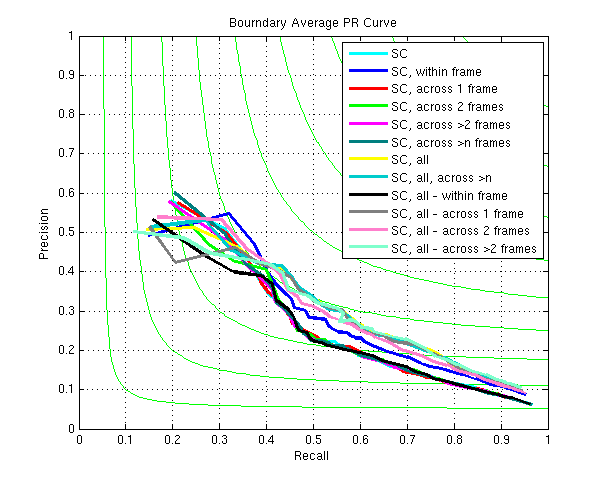 Boundary Average PR Curve
1
0.9
0.8
0.7
0.6
0.5
0.4
0.3
0.2
0.1
0
Precision
SC
SC, within frame
SC, across 1 frame
SC, across 2 frames
SC, across >2 frames
SC, across >n frames
SC, all
SC, all, across >n
SC, all - within frame
SC, all - across 1 frame
SC, all - across 2 frames
SC, all - across >2 frames
0 0.1 0.2 0.3 0.4 0.5 0.6 0.7 0.8 0.9 1
Recall